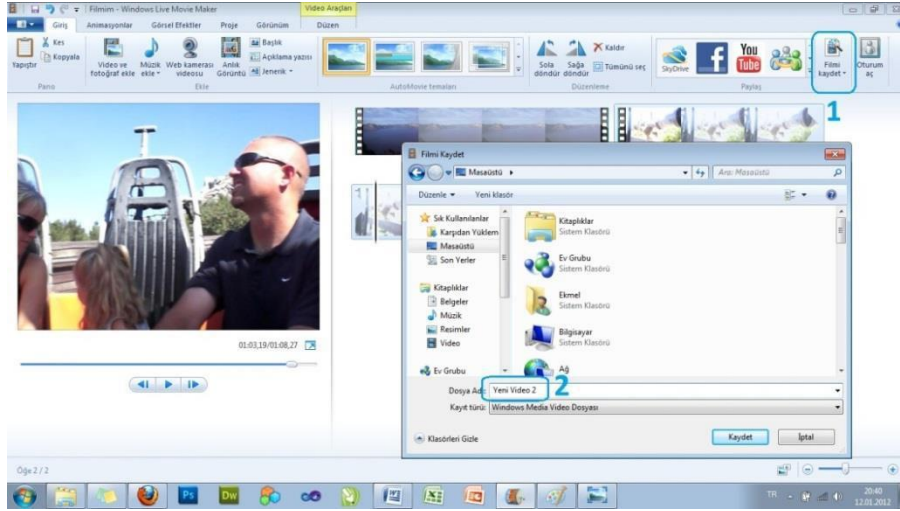 Filmim - Windows Live Movie Maker
Video Araçları
Giriş Animasyonlar Görsel Efektler Proje Görünüm Düzen
Yapıştır
Kes
Kopyala
Pano
Video ve fotoğraf ekle
Müzik ekle
Web kamerası videosu
Anlık Görüntü
Başlık
Açıklama yazısı
Jenerik
Ekle
AutoMovie temaları
Sola döndür
Sağa döndür
Kaldır
Tümünü seç
Düzenleme
SkyDrive
f
You Tube
Paylaş
Filmi kaydet
Oturum aç
1
Filmi Kaydet
Masaüstü
Ara: Masaüstü
Düzenle Yeni klasör
Sık Kullanılanlar
Karşıdan Yüklem
Masaüstü
Son Yerler
Kitaplıklar
Belgeler
Müzik
Resimler
Video
Ev Grubu
Kitaplıklar
Sistem Klasörü
Ev Grubu
Sistem Klasörü
Ekmel
Sistem Klasörü
Bilgisayar
Sistem Klasörü
Ağ
Dosya Adı: Yeni Video 2
2
Kayıt türü: Windows Media Video Dosyası
Klasörleri Gizle
Kaydet
İptal
01:03,19/01:08,27
Öğe 2 / 2
Ps
Dw
TR
20:40
12.01.2012